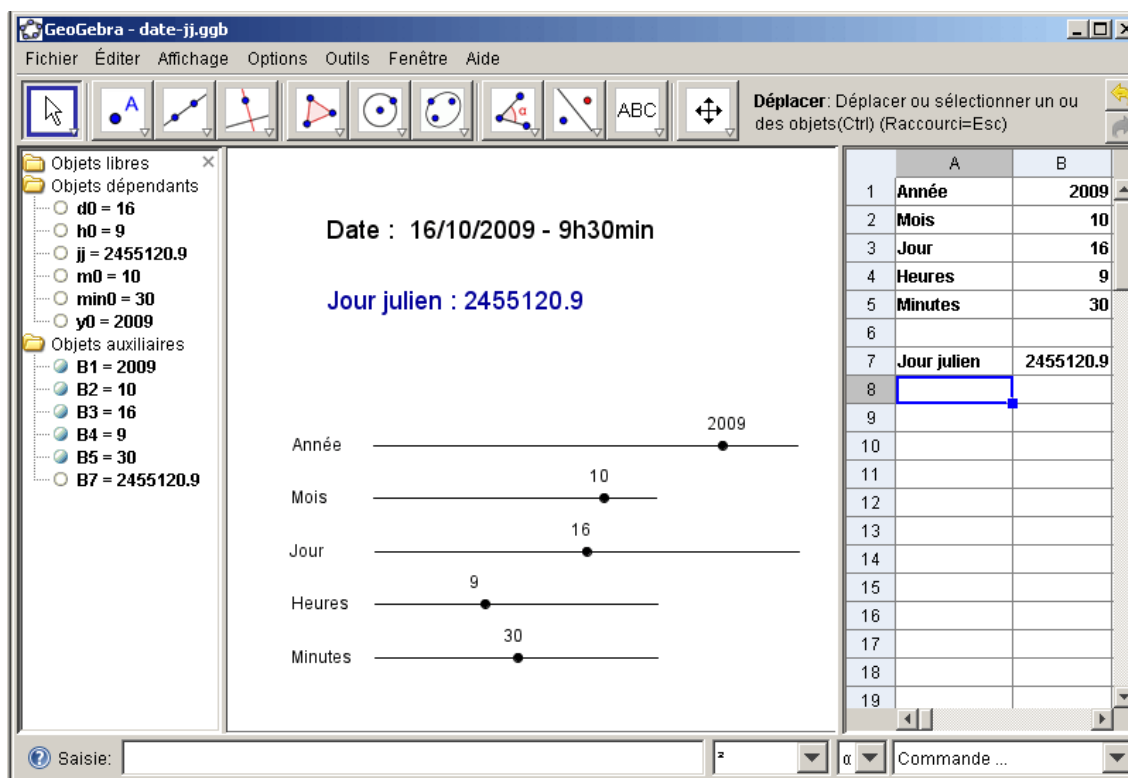 GeoGebra - date-jj.ggb
Fichier Éditer Affichage Options Outils Fenêtre Aide
A
α
ABC
Déplacer: Déplacer ou sélectionner un ou
des objets(Ctrl) (Raccourci=Esc)
Objets libres
Objets dépendants
d0 = 16
h0 = 9
jj = 2455120.9
m0 = 10
min0 = 30
y0 = 2009
Objets auxiliaires
B1 = 2009
B2 = 10
B3 = 16
B4 = 9
B5 = 30
B7 = 2455120.9
Date : 16/10/2009 - 9h30min
Jour julien : 2455120.9
2009
Année
10
Mois
16
Jour
9
Heures
30
Minutes
A B
1 Année 2009
2 Mois 10
3 Jour 16
4 Heures 9
5 Minutes 30
6
7 Jour julien 2455120.9
8
9
10
11
12
13
14
15
16
17
18
19
Saisie: ² α Commande ...